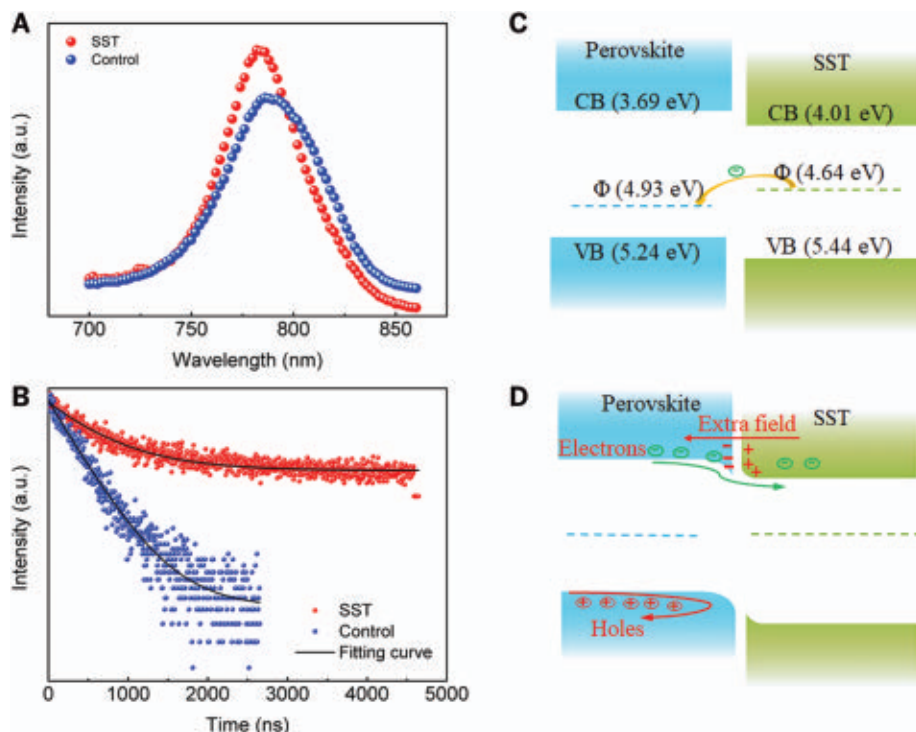 A
SST
Control
Intensity (a.u.)
700
750
800
850
Wavelength (nm)
B
Intensity (a.u.)
SST
Control
Fitting curve
0
1000
2000
3000
4000
5000
Time (ns)
C
Perovskite
SST
CB (3.69 eV)
CB (4.01 eV)
Φ (4.93 eV)
Φ (4.64 eV)
VB (5.24 eV)
VB (5.44 eV)
D
Perovskite
SST
Extra field
Electrons
Holes